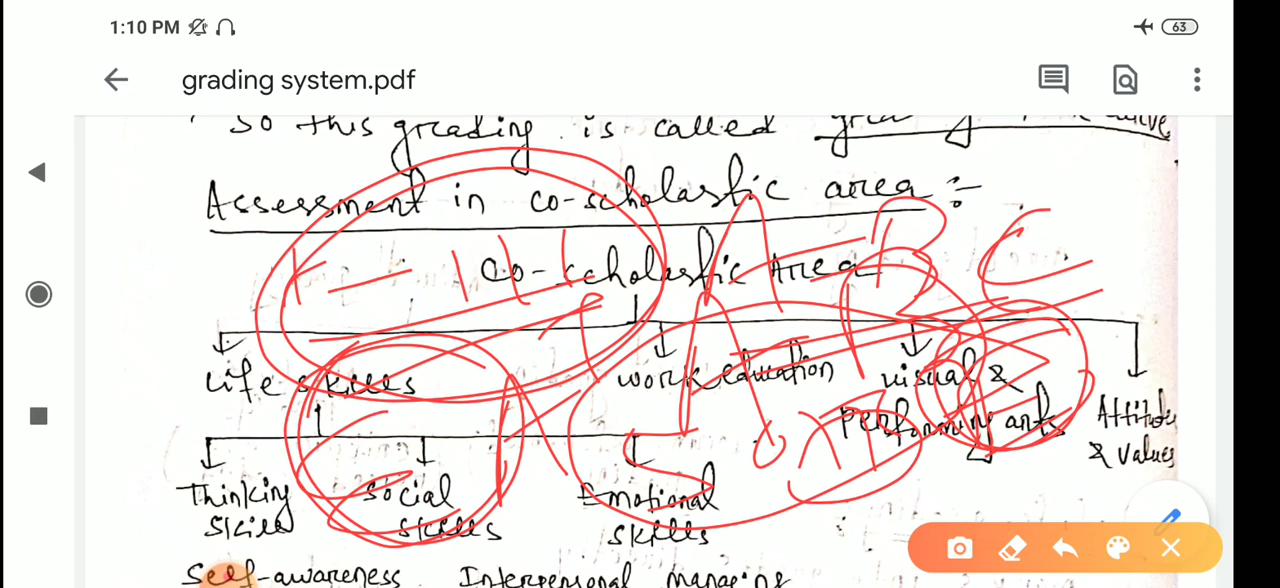 1:10 PM 63
grading system.pdf
So this grading is called
Assessment in co-scholastic area :-
Co-scholastic Area
Life skills work education visual &
Performing arts Attitude
& Values
Thinking social Emotional
Skills skills skills
Self-awareness Interpersonal